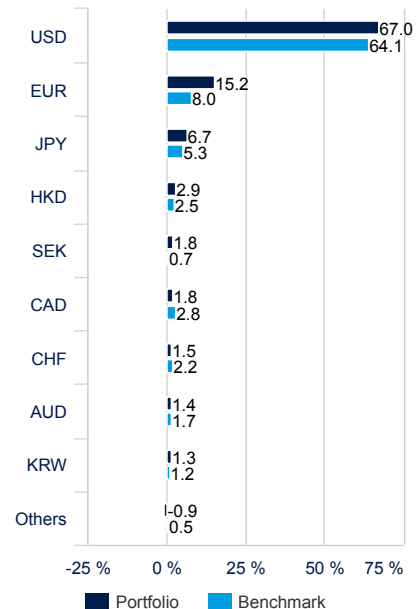 USD 67.0
64.1
EUR 15.2
8.0
JPY 6.7
5.3
HKD 2.9
2.5
SEK 1.8
0.7
CAD 1.8
2.8
CHF 1.5
2.2
AUD 1.4
1.7
KRW 1.3
1.2
Others -0.9
0.5
-25 % 0 % 25 % 50 % 75 %
Portfolio Benchmark